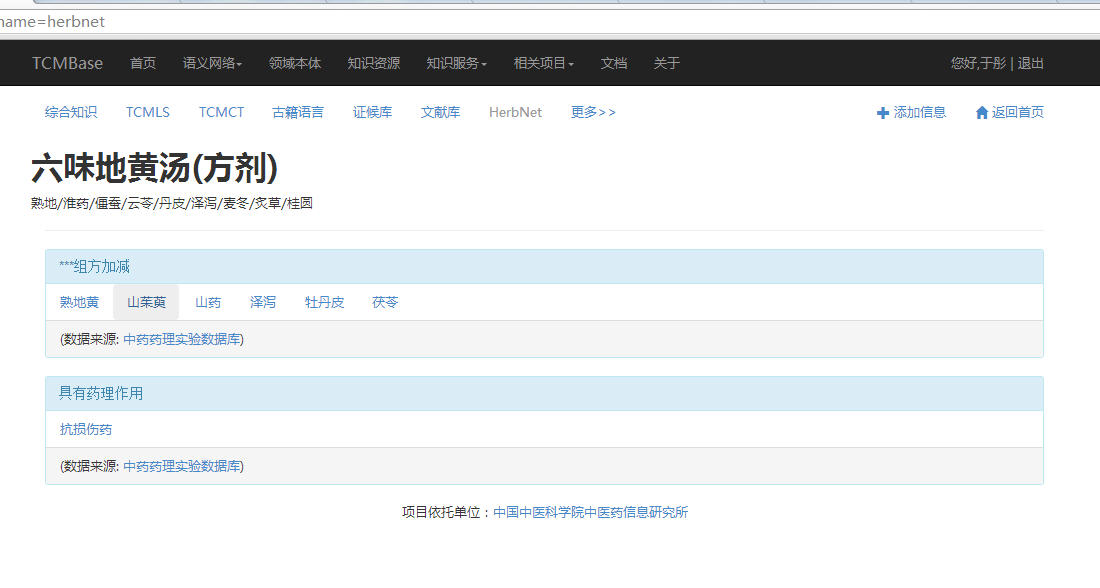 name=herbnet
TCMBase 首页 语义网络 领域本体 知识资源 知识服务 相关项目 文档 关于 您好,于彤 | 退出
综合知识 TCMLS TCMCT 古籍语言 证候库 文献库 HerbNet 更多>> 添加信息 返回首页
六味地黄汤(方剂)
熟地/淮药/僵蚕/云苓/丹皮/泽泻/麦冬/炙草/桂圆
***组方加减
熟地黄 山茱萸 山药 泽泻 牡丹皮 茯苓
(数据来源: 中药药理实验数据库)
具有药理作用
抗损伤药
(数据来源: 中药药理实验数据库)
项目依托单位：中国中医科学院中医药信息研究所